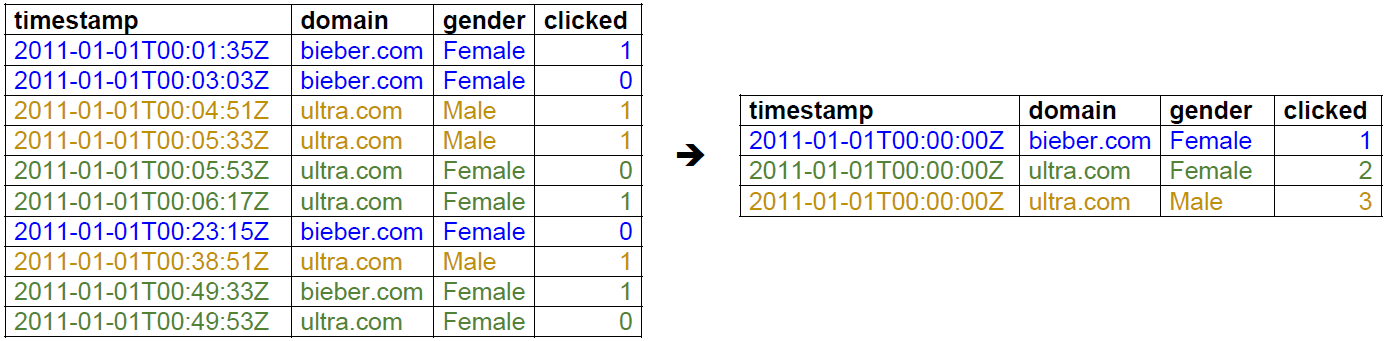 timestamp domain gender clicked
2011-01-01T00:01:35Z bieber.com Female 1
2011-01-01T00:03:03Z bieber.com Female 0
2011-01-01T00:04:51Z ultra.com Male 1
2011-01-01T00:05:33Z ultra.com Male 1
2011-01-01T00:05:53Z ultra.com Female 0
2011-01-01T00:06:17Z ultra.com Female 1
2011-01-01T00:23:15Z bieber.com Female 0
2011-01-01T00:38:51Z ultra.com Male 1
2011-01-01T00:49:33Z bieber.com Female 1
2011-01-01T00:49:53Z ultra.com Female 0
timestamp domain gender clicked
2011-01-01T00:00:00Z bieber.com Female 1
2011-01-01T00:00:00Z ultra.com Female 2
2011-01-01T00:00:00Z ultra.com Male 3